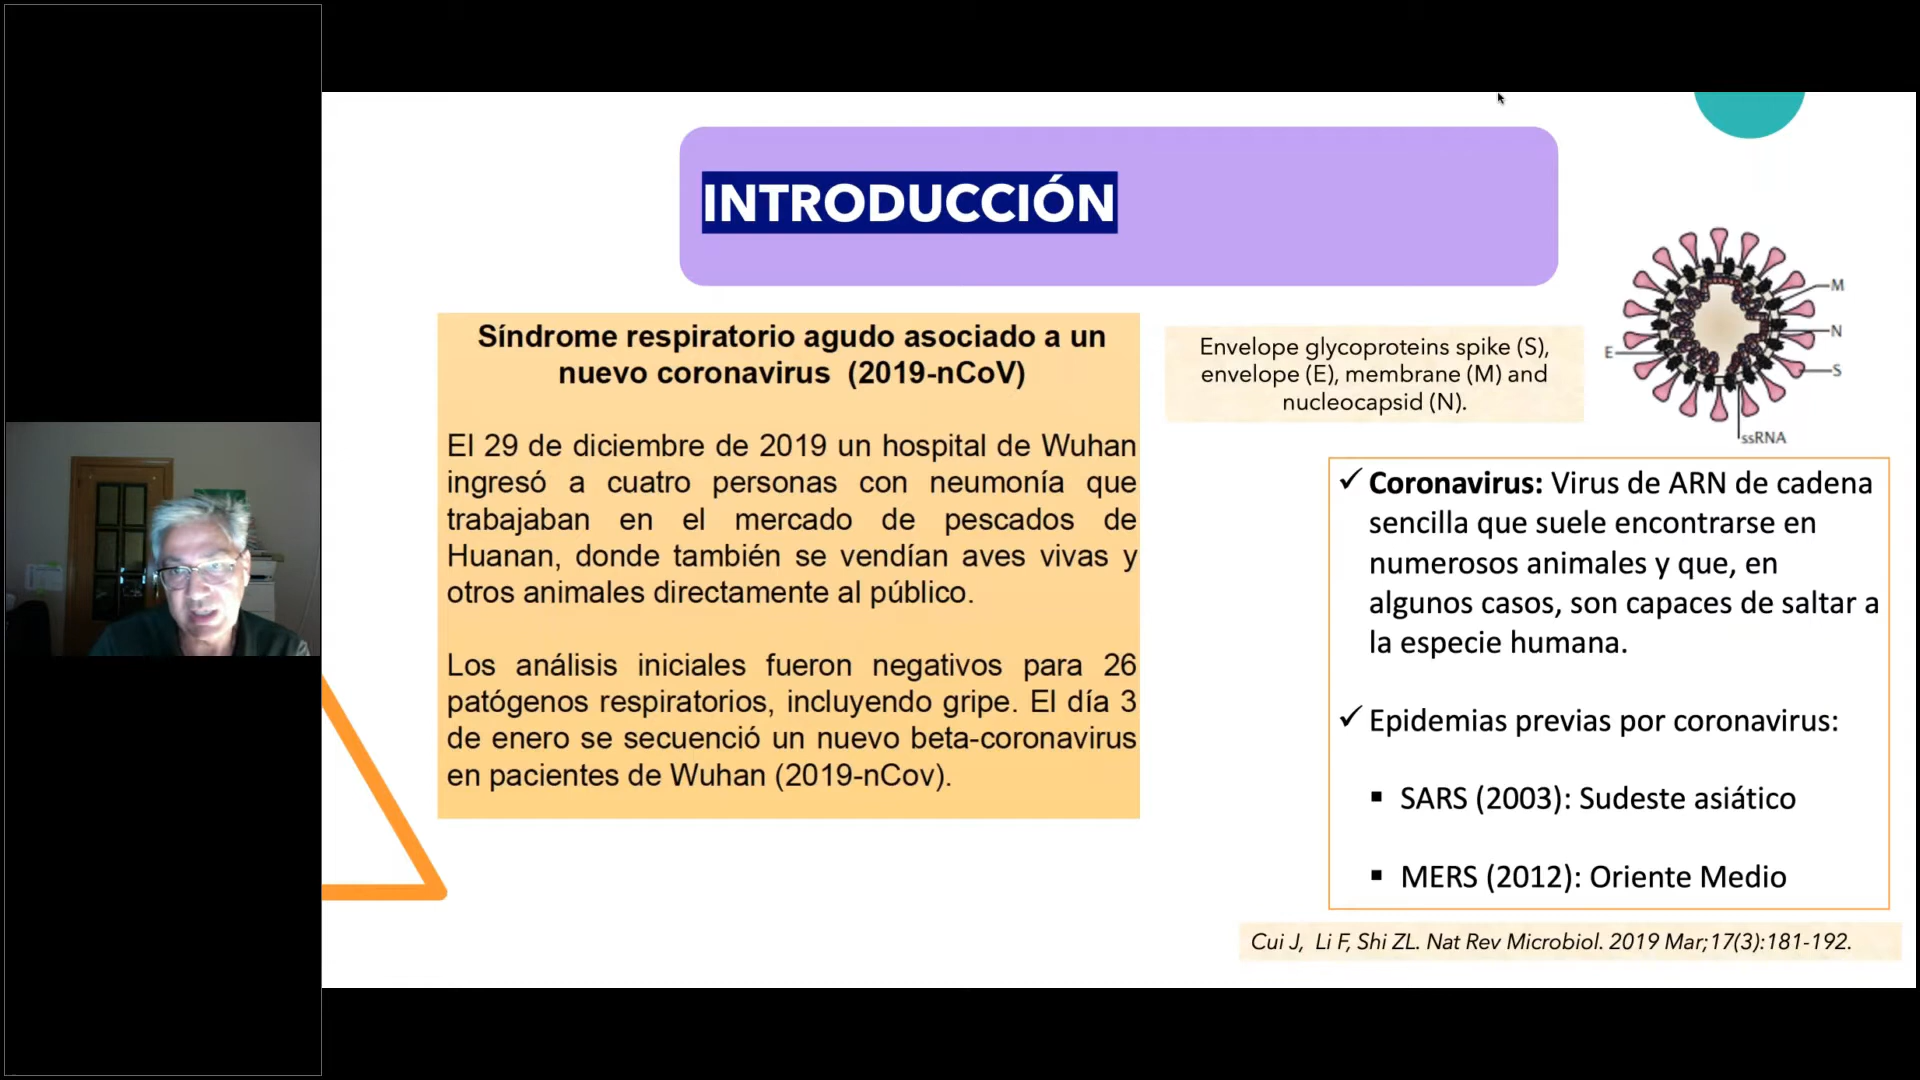 INTRODUCCIÓN
Síndrome respiratorio agudo asociado a un
nuevo coronavirus (2019-nCoV)
El 29 de diciembre de 2019 un hospital de Wuhan
ingresó a cuatro personas con neumonía que
trabajaban en el mercado de pescados de
Huanan, donde también se vendían aves vivas y
otros animales directamente al público.
Los análisis iniciales fueron negativos para 26
patógenos respiratorios, incluyendo gripe. El día 3
de enero se secuenció un nuevo beta-coronavirus
en pacientes de Wuhan (2019-nCov).
Envelope glycoproteins spike (S),
envelope (E), membrane (M) and
nucleocapsid (N).
M
N
E
S
ssRNA
✓ Coronavirus: Virus de ARN de cadena
sencilla que suele encontrarse en
numerosos animales y que, en
algunos casos, son capaces de saltar a
la especie humana.
✓ Epidemias previas por coronavirus:
▪ SARS (2003): Sudeste asiático
▪ MERS (2012): Oriente Medio
Cui J, Li F, Shi ZL. Nat Rev Microbiol. 2019 Mar;17(3):181-192.